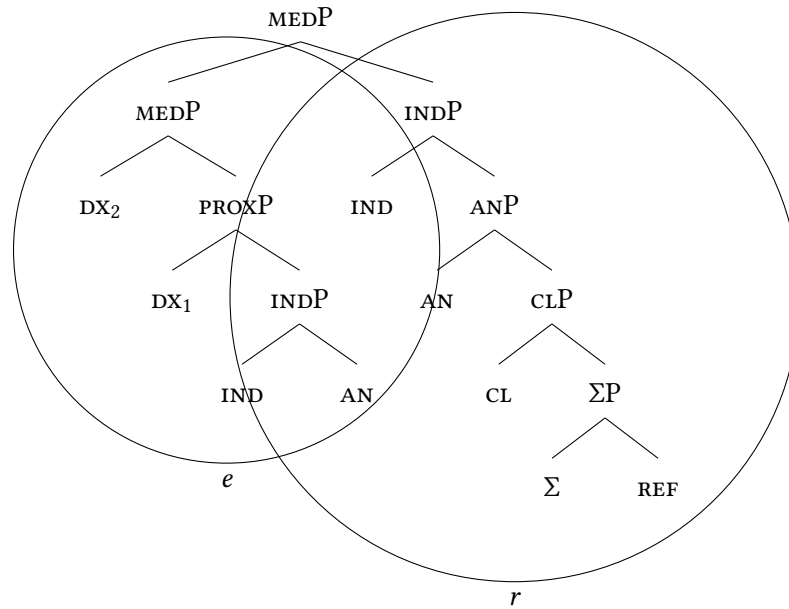 MEDP
MEDP INDP
DX₂ PROXP IND ANP
DX₁ INDP AN CLP
IND AN CL ΣP
e Σ REF
r